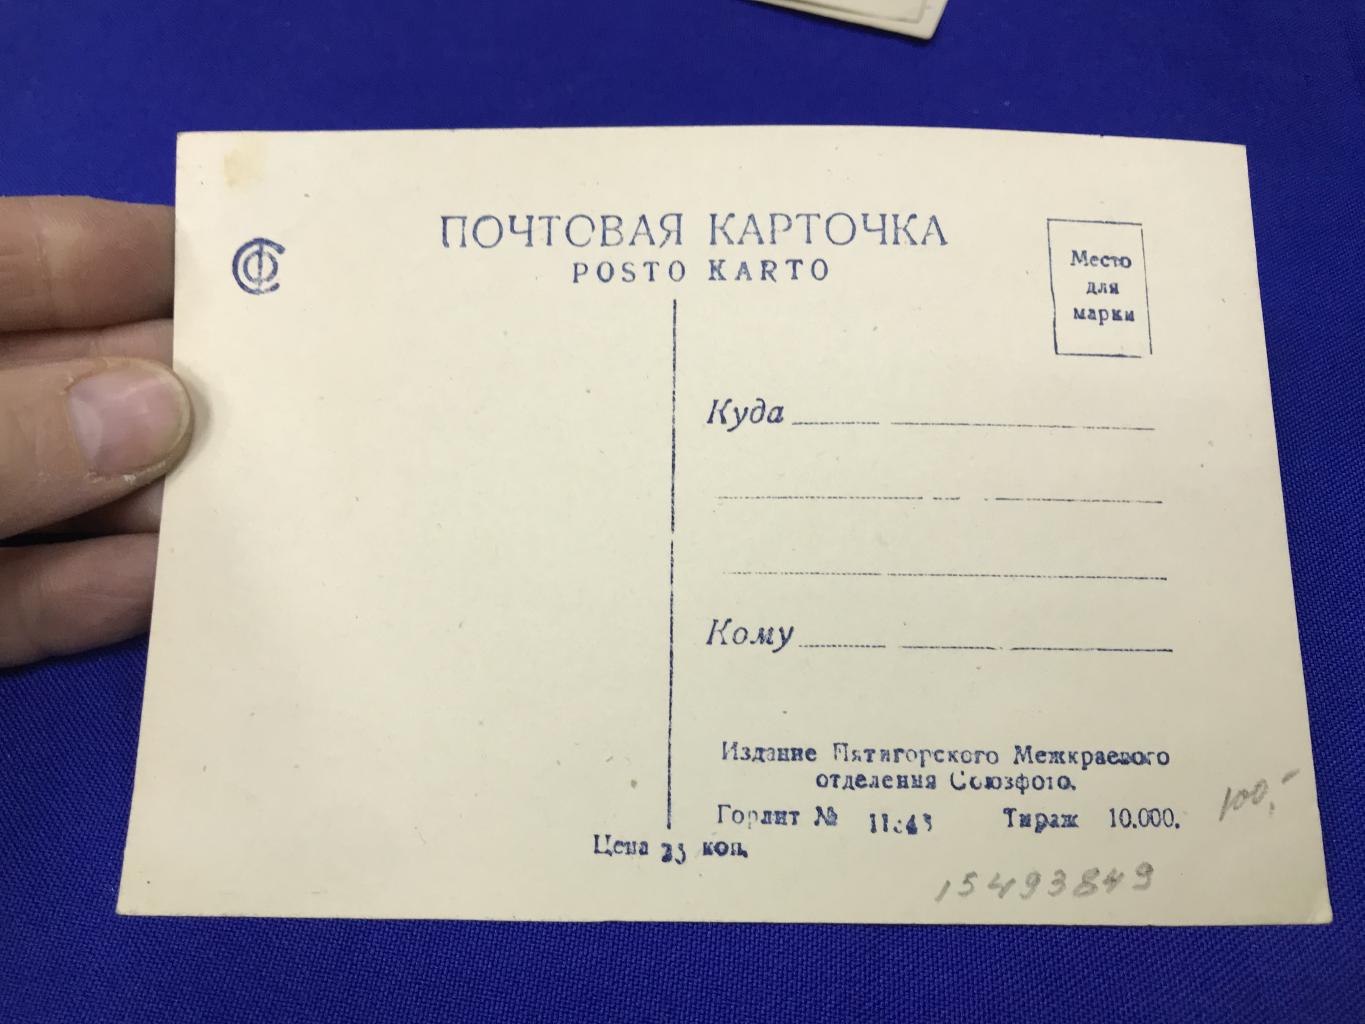 ПОЧТОВАЯ КАРТОЧКА
POSTO KARTO
Место
для
марки
Куда
Кому
Издание Пятигорского Межкраевого
отделения Союзфото.
Горлит № Тираж 10.000.
Цена коп.
100,-
15493849